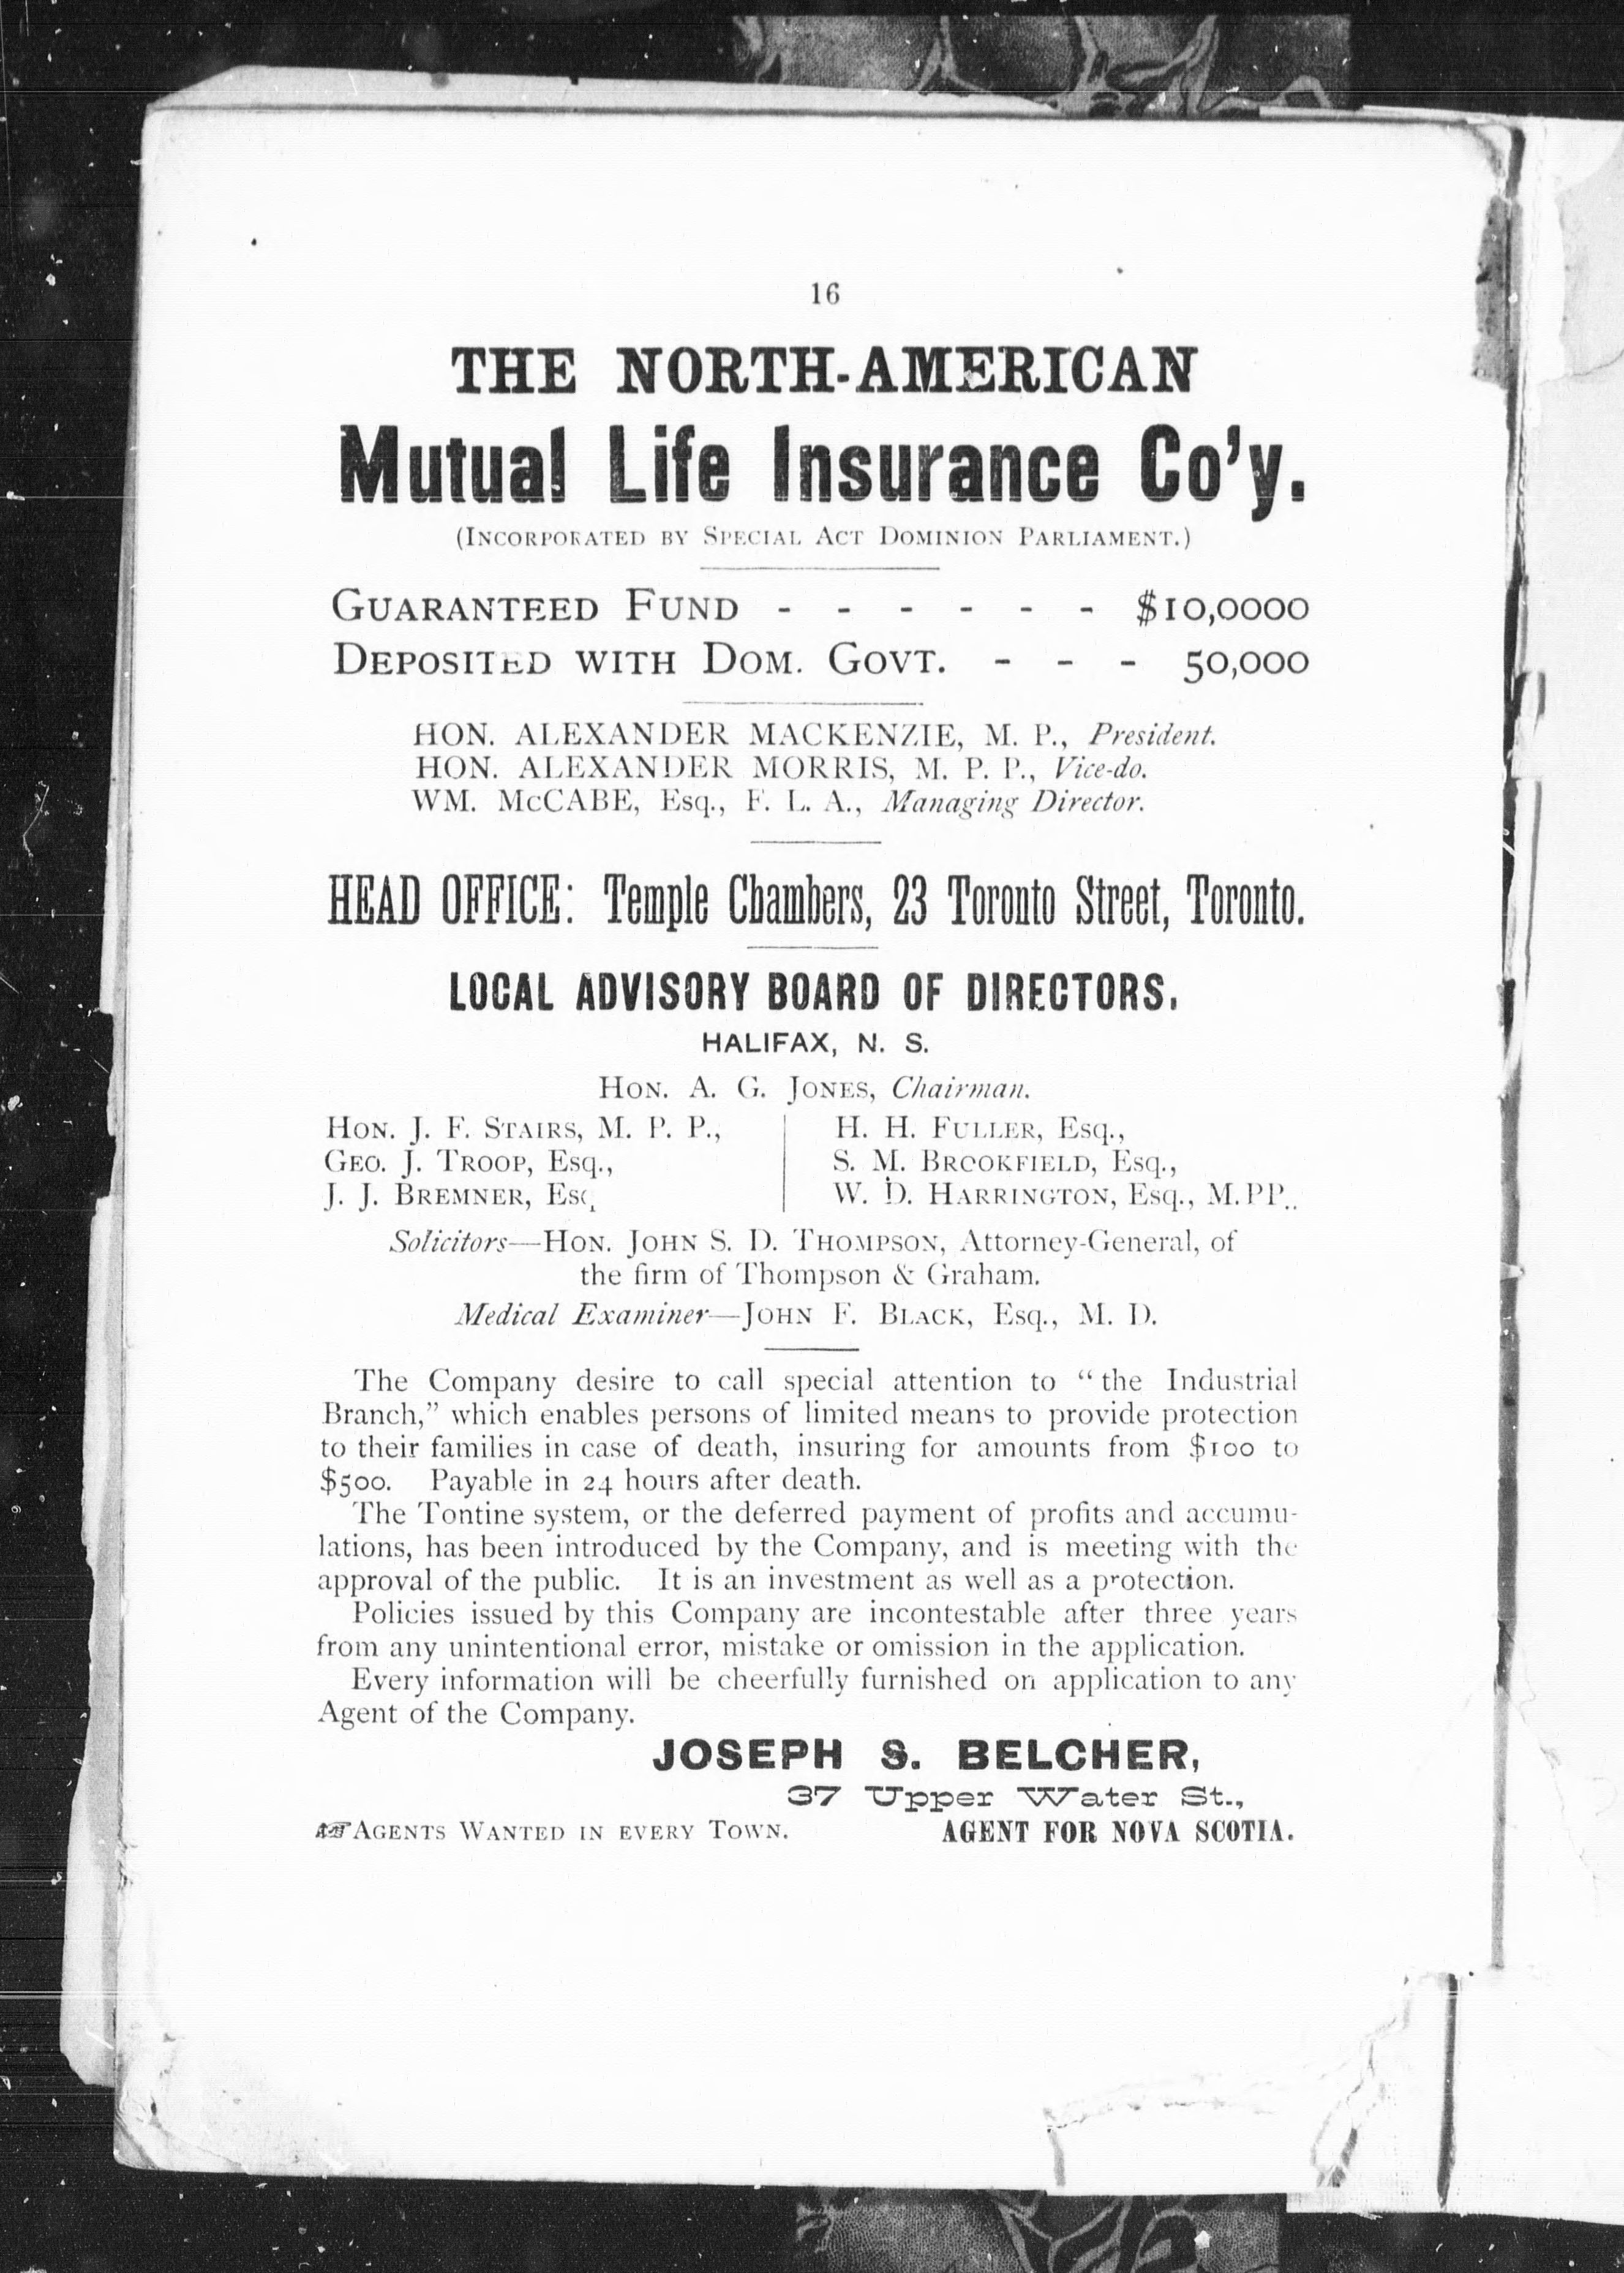 16
THE NORTH-AMERICAN
Mutual Life Insurance Co'y.
(INCORPORATED BY SPECIAL ACT DOMINION PARLIAMENT.)
GUARANTEED FUND - - - - - - $10,0000
DEPOSITED WITH DOM. GOVT. - - - 50,000
HON. ALEXANDER MACKENZIE, M. P., President.
HON. ALEXANDER MORRIS, M. P. P., Vice-do.
WM. McCABE, Esq., F. L. A., Managing Director.
HEAD OFFICE: Temple Chambers, 23 Toronto Street, Toronto.
LOCAL ADVISORY BOARD OF DIRECTORS,
HALIFAX, N. S.
HON. A. G. JONES, Chairman.
HON. J. F. STAIRS, M. P. P.,
GEO. J. TROOP, Esq.,
J. J. BREMNER, Esq
H. H. FULLER, Esq.,
S. M. BROOKFIELD, Esq.,
W. D. HARRINGTON, Esq., M.PP..
Solicitors—HON. JOHN S. D. THOMPSON, Attorney-General, of
the firm of Thompson & Graham.
Medical Examiner—JOHN F. BLACK, Esq., M. D.
The Company desire to call special attention to "the Industrial
Branch," which enables persons of limited means to provide protection
to their families in case of death, insuring for amounts from $100 to
$500. Payable in 24 hours after death.
The Tontine system, or the deferred payment of profits and accumu-
lations, has been introduced by the Company, and is meeting with the
approval of the public. It is an investment as well as a protection.
Policies issued by this Company are incontestable after three years
from any unintentional error, mistake or omission in the application.
Every information will be cheerfully furnished on application to any
Agent of the Company.
JOSEPH S. BELCHER,
37 Upper Water St.,
☞AGENTS WANTED IN EVERY TOWN. AGENT FOR NOVA SCOTIA.